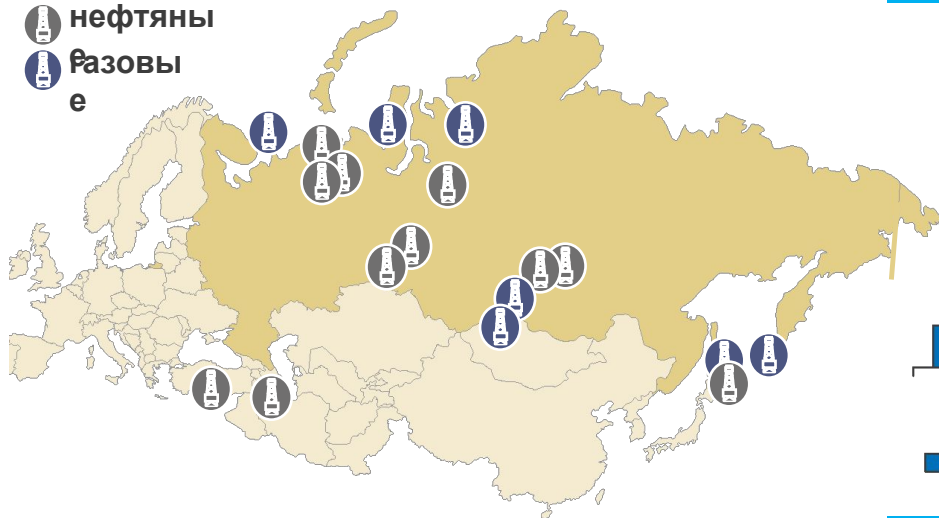 нефтяны
е
газовы
е